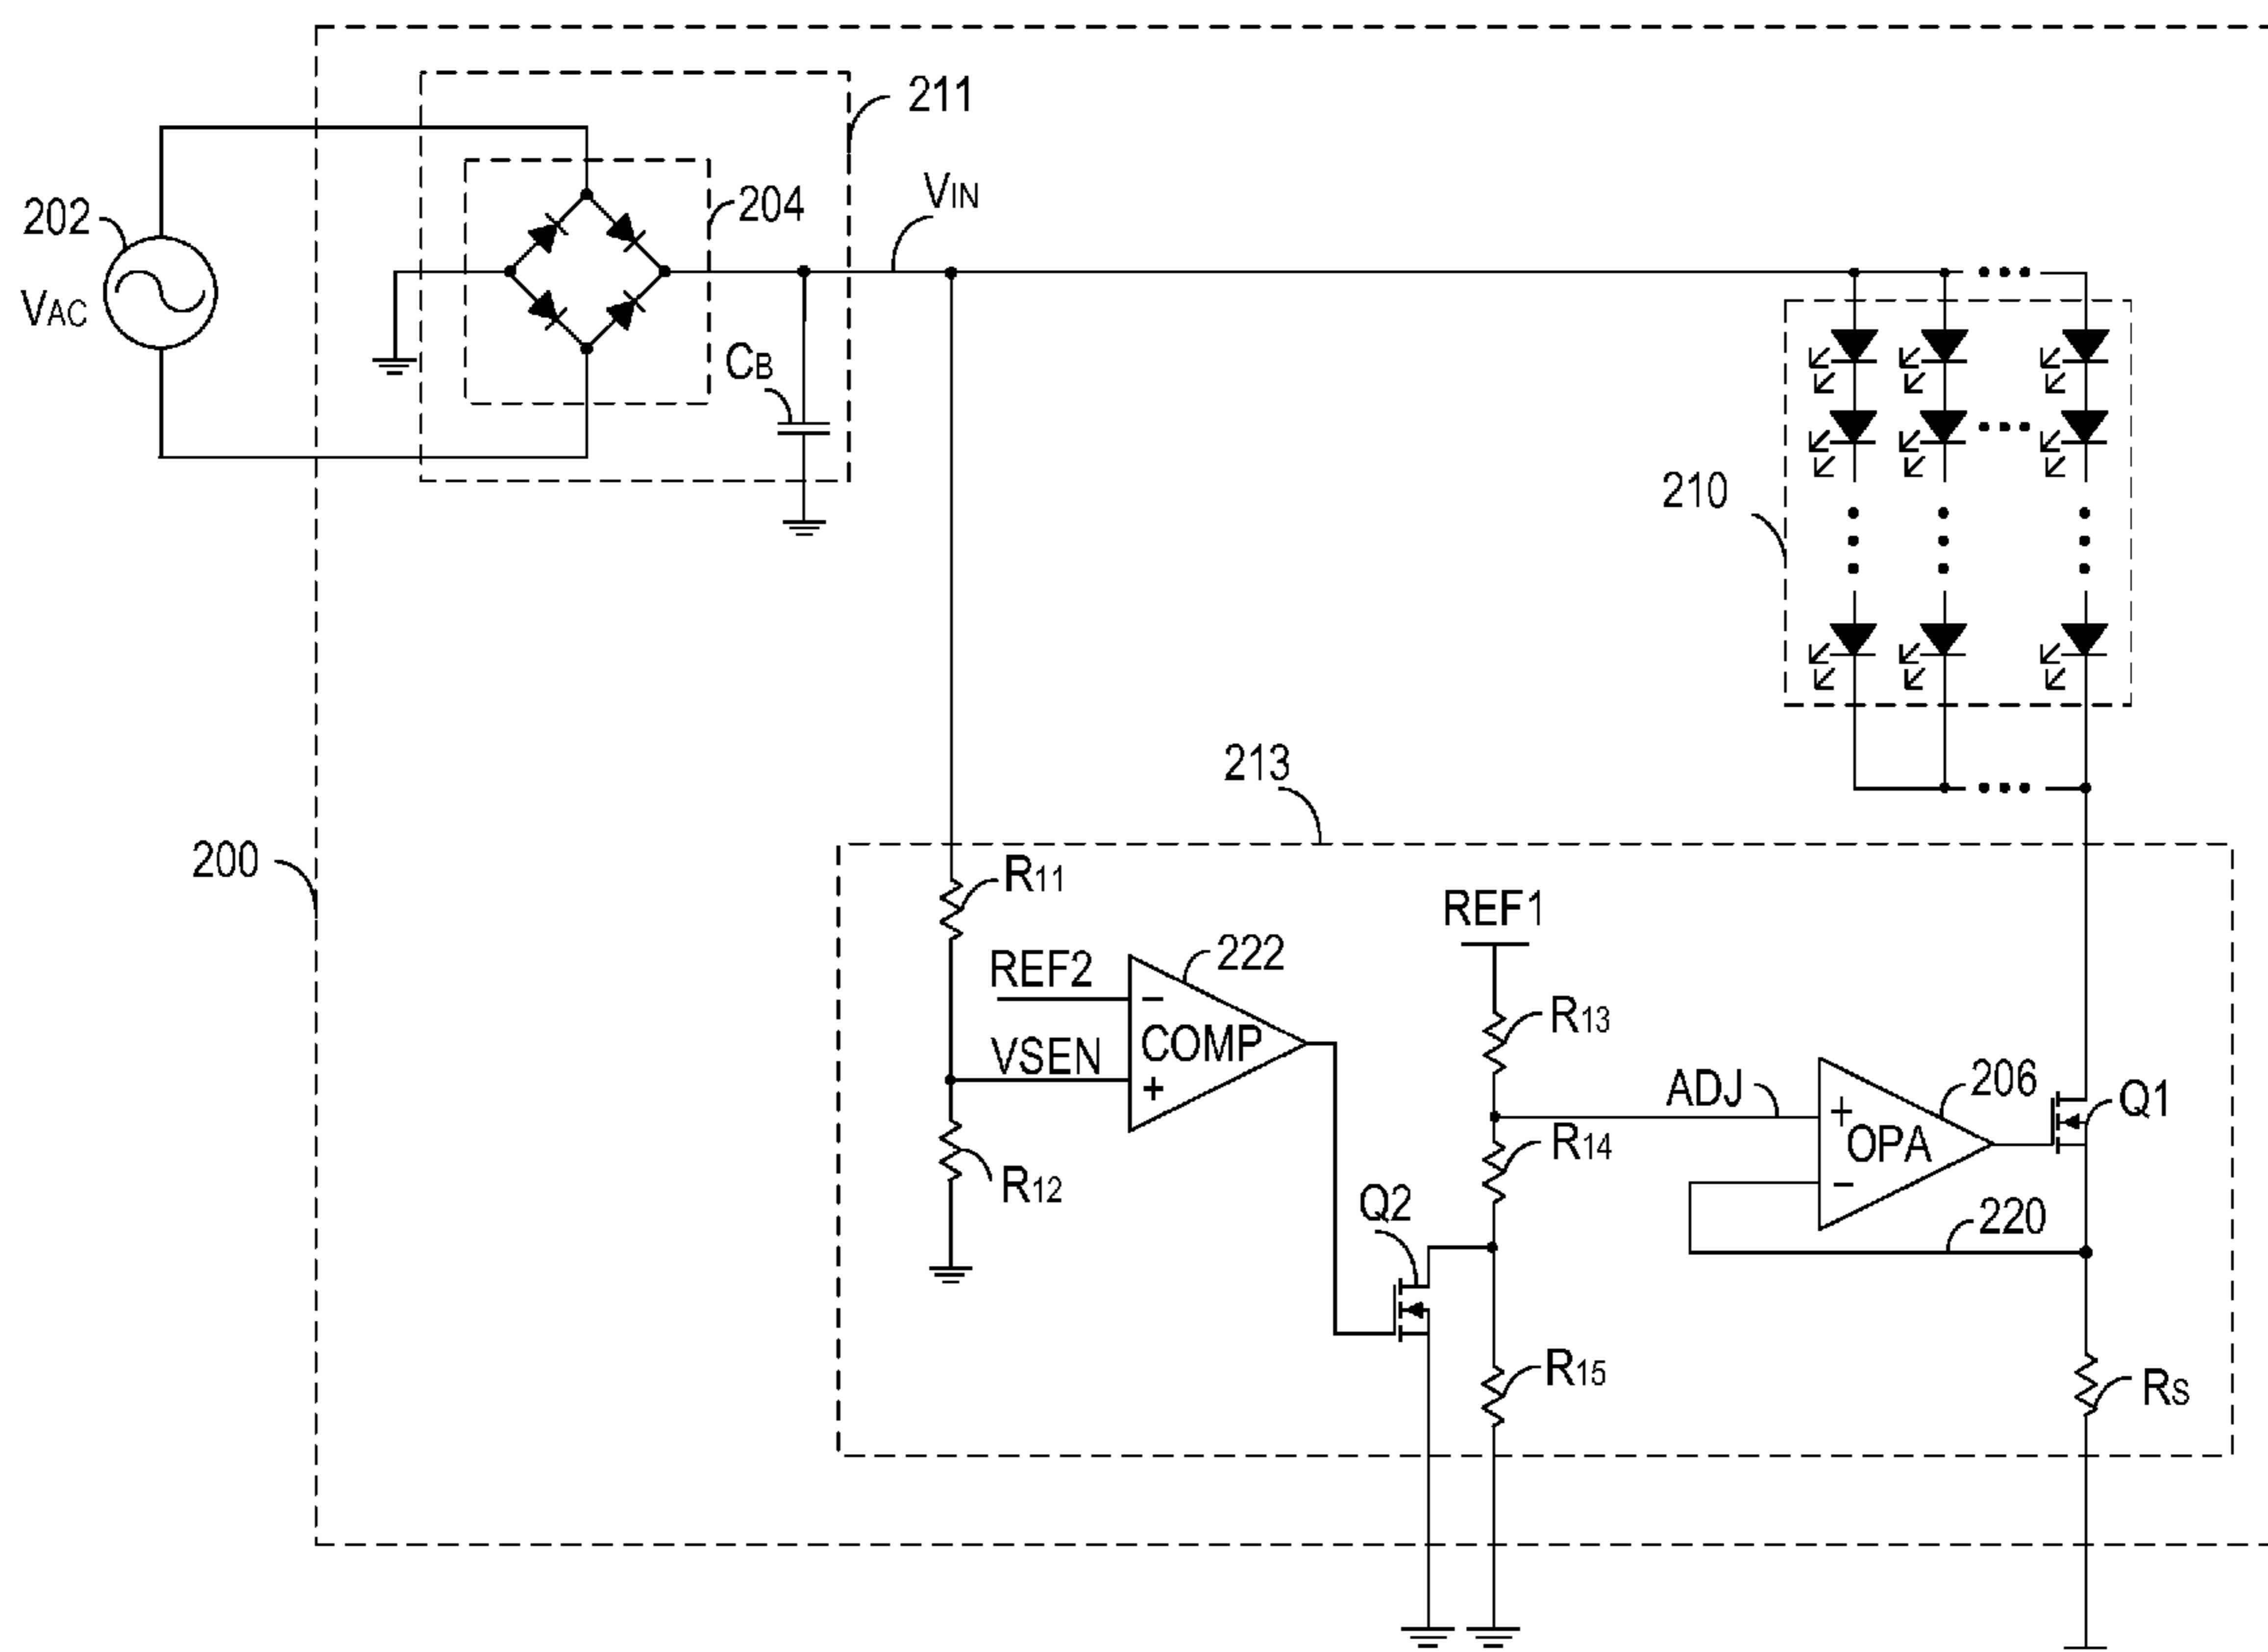 211
202
204
VIN
VAC
CB
210
213
200
R11
REF1
REF2
222
R13
COMP
VSEN
ADJ
206
Q1
R14
OPA
R12
Q2
220
R15
RS